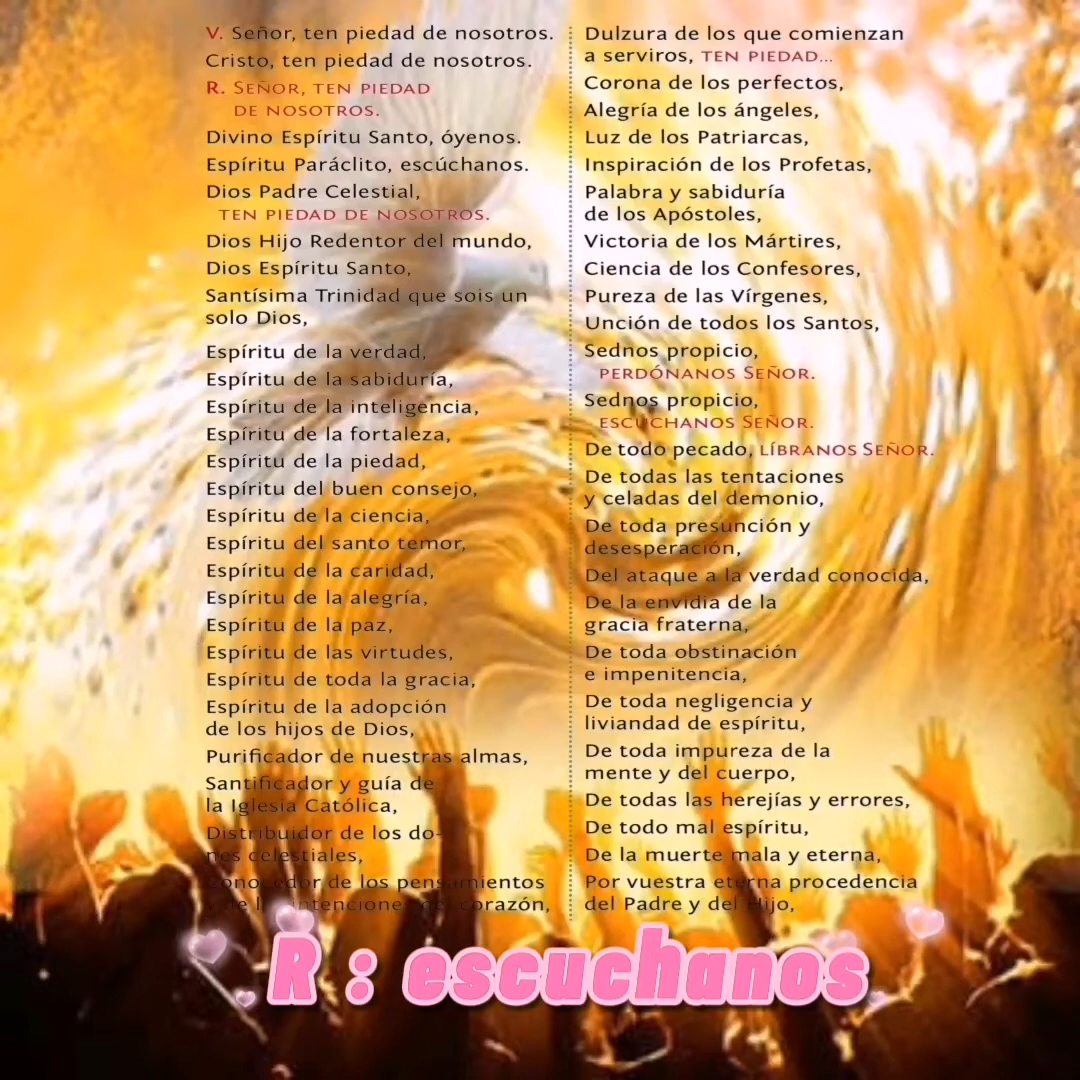 V. Señor, ten piedad de nosotros.
Cristo, ten piedad de nosotros.
R. SEÑOR, TEN PIEDAD
DE NOSOTROS.
Divino Espíritu Santo, óyenos.
Espíritu Paráclito, escúchanos.
Dios Padre Celestial,
TEN PIEDAD DE NOSOTROS.
Dios Hijo Redentor del mundo,
Dios Espíritu Santo,
Santísima Trinidad que sois un
solo Dios,
Espíritu de la verdad,
Espíritu de la sabiduría,
Espíritu de la inteligencia,
Espíritu de la fortaleza,
Espíritu de la piedad,
Espíritu del buen consejo,
Espíritu de la ciencia,
Espíritu del santo temor,
Espíritu de la caridad,
Espíritu de la alegría,
Espíritu de la paz,
Espíritu de las virtudes,
Espíritu de toda la gracia,
Espíritu de la adopción
de los hijos de Dios,
Purificador de nuestras almas,
Santificador y guía de
la Iglesia Católica,
Distribuidor de los do-
nes celestiales,
Conocedor de los pensamientos
y de las intenciones del corazón,
Dulzura de los que comienzan
a serviros, TEN PIEDAD...
Corona de los perfectos,
Alegría de los ángeles,
Luz de los Patriarcas,
Inspiración de los Profetas,
Palabra y sabiduría
de los Apóstoles,
Victoria de los Mártires,
Ciencia de los Confesores,
Pureza de las Vírgenes,
Unción de todos los Santos,
Sednos propicio,
PERDÓNANOS SEÑOR.
Sednos propicio,
ESCÚCHANOS SEÑOR.
De todo pecado, LÍBRANOS SEÑOR.
De todas las tentaciones
y celadas del demonio,
De toda presunción y
desesperación,
Del ataque a la verdad conocida,
De la envidia de la
gracia fraterna,
De toda obstinación
e impenitencia,
De toda negligencia y
liviandad de espíritu,
De toda impureza de la
mente y del cuerpo,
De todas las herejías y errores,
De todo mal espíritu,
De la muerte mala y eterna,
Por vuestra eterna procedencia
del Padre y del Hijo,
R : escuchanos